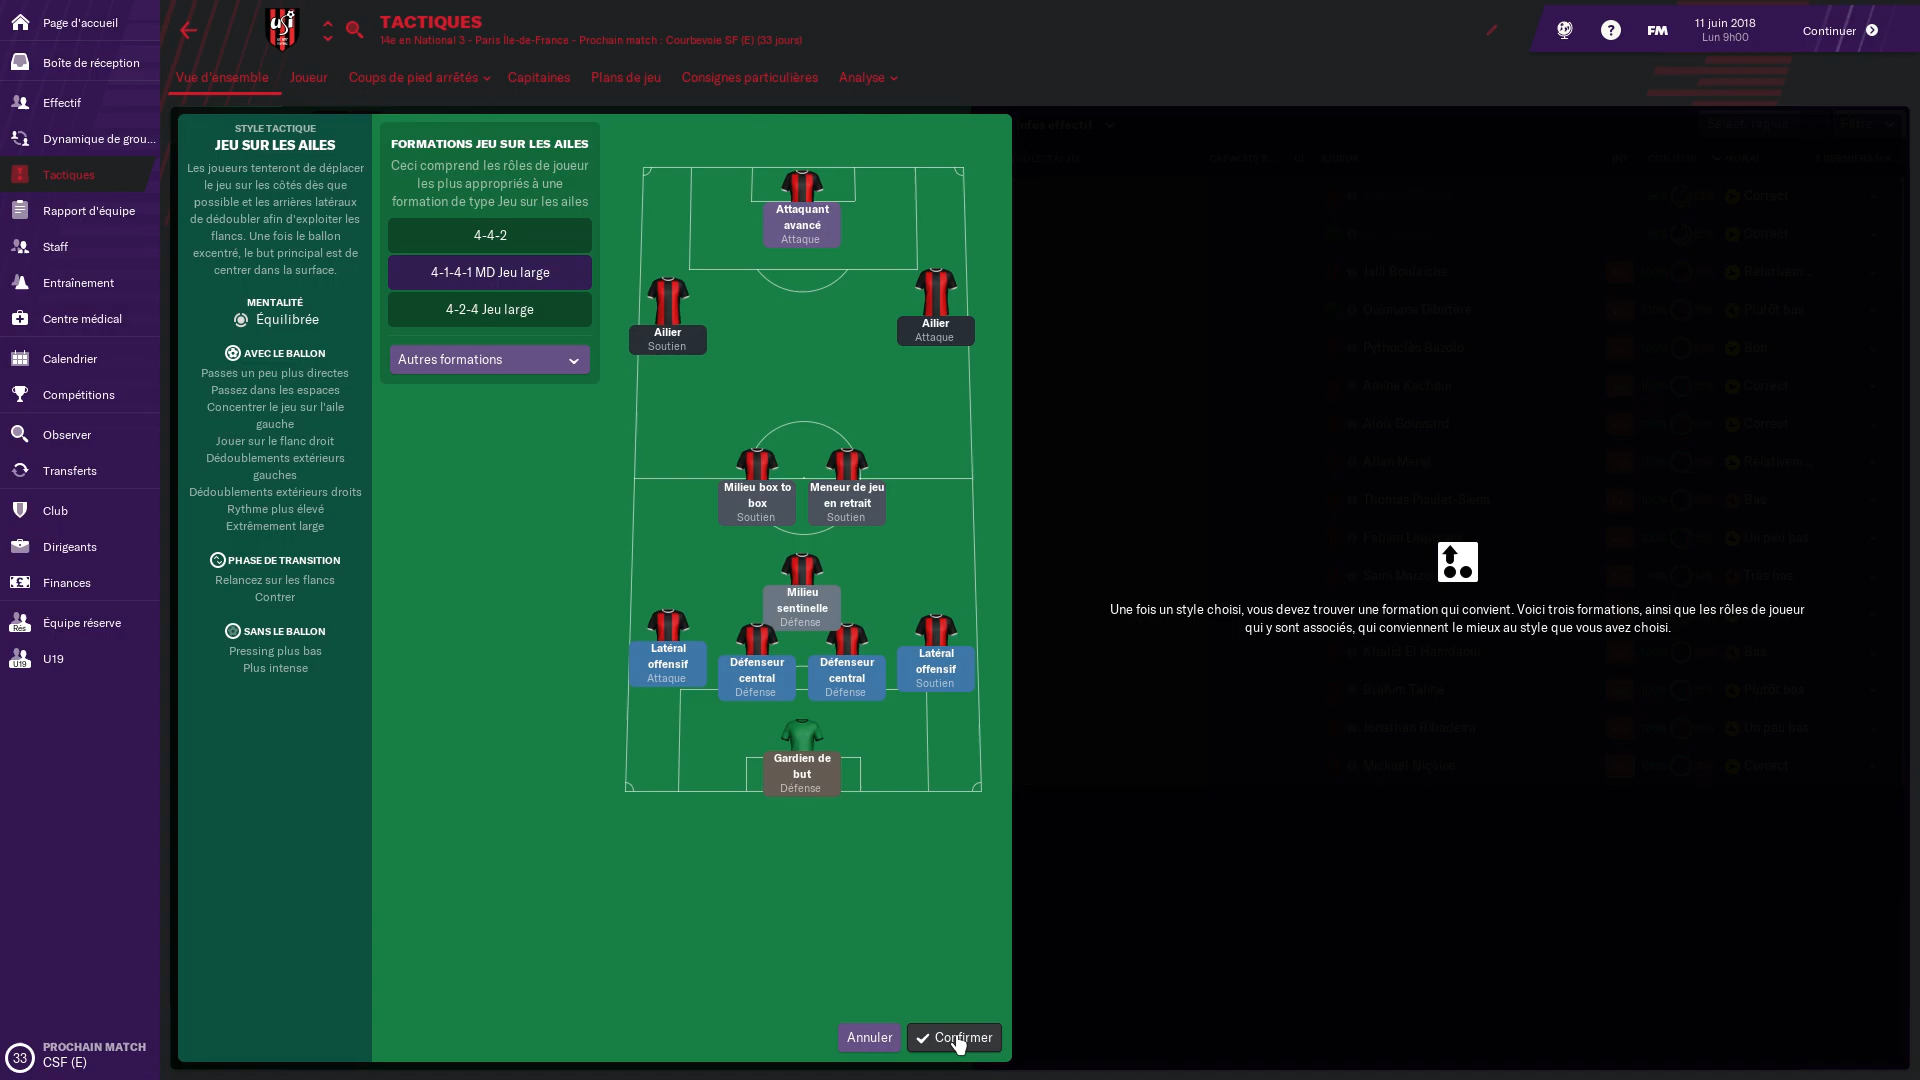 Page d'accueil
Boîte de réception
Effectif
Dynamique de grou...
Tactiques
Rapport d'équipe
Staff
Entraînement
Centre médical
Calendrier
Compétitions
Observer
Transferts
Club
Dirigeants
Finances
Équipe réserve
U19
33
PROCHAIN MATCH
CSF (E)
TACTIQUES
14e en National 3 - Paris Île-de-France - Prochain match : Courbevoie SF (E) (33 jours)
FM
11 juin 2018
Lun 9h00
Continuer
Vue d'ensemble
Joueur
Coups de pied arrêtés
Capitaines
Plans de jeu
Consignes particulières
Analyse
STYLE TACTIQUE
JEU SUR LES AILES
Les joueurs tenteront de déplacer
le jeu sur les côtés dès que
possible et les arrières latéraux
de dédoubler afin d'exploiter les
flancs. Une fois le ballon
excentré, le but principal est de
centrer dans la surface.
MENTALITÉ
Équilibrée
AVEC LE BALLON
Passes un peu plus directes
Passez dans les espaces
Concentrer le jeu sur l'aile
gauche
Jouer sur le flanc droit
Dédoublements extérieurs
gauches
Dédoublements extérieurs droits
Rythme plus élevé
Extrêmement large
PHASE DE TRANSITION
Relancez sur les flancs
Contrer
SANS LE BALLON
Pressing plus bas
Plus intense
FORMATIONS JEU SUR LES AILES
Ceci comprend les rôles de joueur
les plus appropriés à une
formation de type Jeu sur les ailes
4-4-2
4-1-4-1 MD Jeu large
4-2-4 Jeu large
Autres formations
Attaquant
avancé
Attaque
Ailier
Soutien
Ailier
Attaque
Milieu box to
box
Soutien
Meneur de jeu
en retrait
Soutien
Milieu
sentinelle
Défense
Latéral
offensif
Attaque
Défenseur
central
Défense
Défenseur
central
Défense
Latéral
offensif
Soutien
Gardien de
but
Défense
Annuler
Confirmer
Une fois un style choisi, vous devez trouver une formation qui convient. Voici trois formations, ainsi que les rôles de joueur
qui y sont associés, qui conviennent le mieux au style que vous avez choisi.